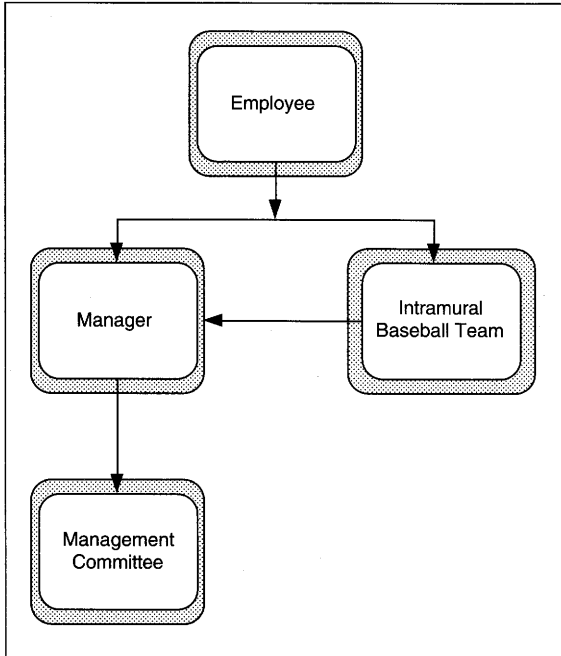 Employee
Manager
Intramural
Baseball Team
Management
Committee